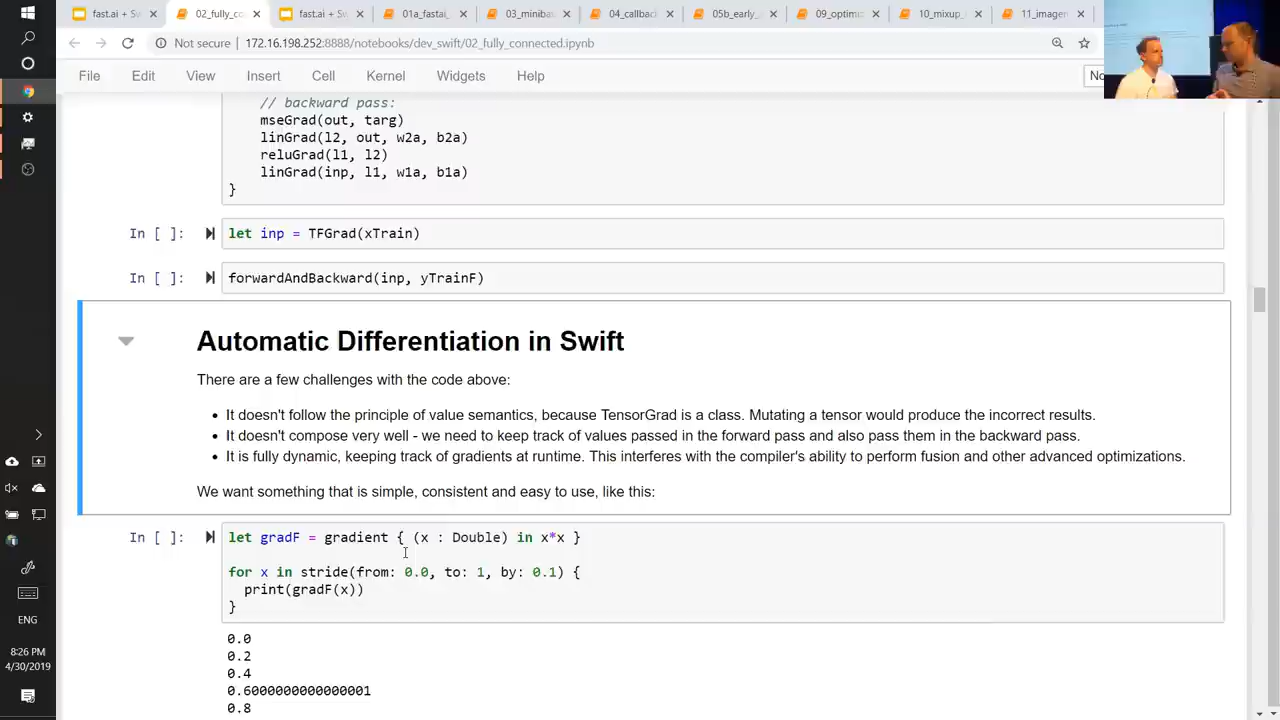 fast.ai + Sw
02_fully_co
fast.ai + Sw
01a_fastai_
01_minibat
04_callback
05b_early_
09_optimi
10_mixup_
11_imagen
Not secure | 172.16.198.252:8888/notebooks/dev_swift/02_fully_connected.ipynb
File Edit View Insert Cell Kernel Widgets Help
// backward pass:
mseGrad(out, targ)
linGrad(l2, out, w2a, b2a)
reluGrad(l1, l2)
linGrad(inp, l1, w1a, b1a)
}
In [ ]: let inp = TFGrad(xTrain)
In [ ]: forwardAndBackward(inp, yTrainF)
Automatic Differentiation in Swift
There are a few challenges with the code above:
• It doesn't follow the principle of value semantics, because TensorGrad is a class. Mutating a tensor would produce the incorrect results.
• It doesn't compose very well - we need to keep track of values passed in the forward pass and also pass them in the backward pass.
• It is fully dynamic, keeping track of gradients at runtime. This interferes with the compiler's ability to perform fusion and other advanced optimizations.
We want something that is simple, consistent and easy to use, like this:
In [ ]: let gradF = gradient { (x : Double) in x*x }
for x in stride(from: 0.0, to: 1, by: 0.1) {
print(gradF(x))
}
0.0
0.2
0.4
0.6000000000000001
0.8
ENG
8:26 PM
4/30/2019